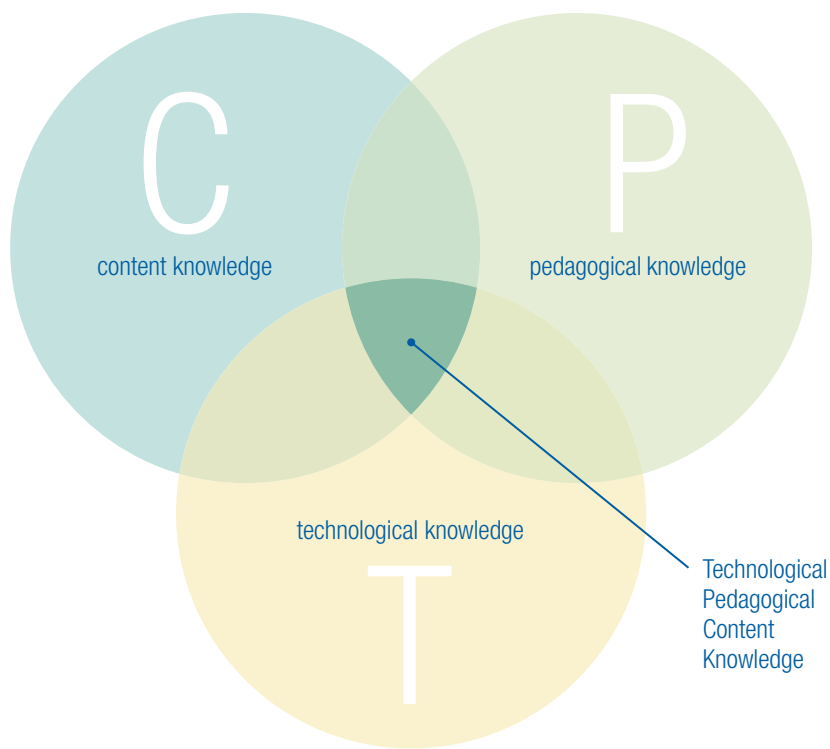 C
P
content knowledge
pedagogical knowledge
technological knowledge
T
Technological
Pedagogical
Content
Knowledge